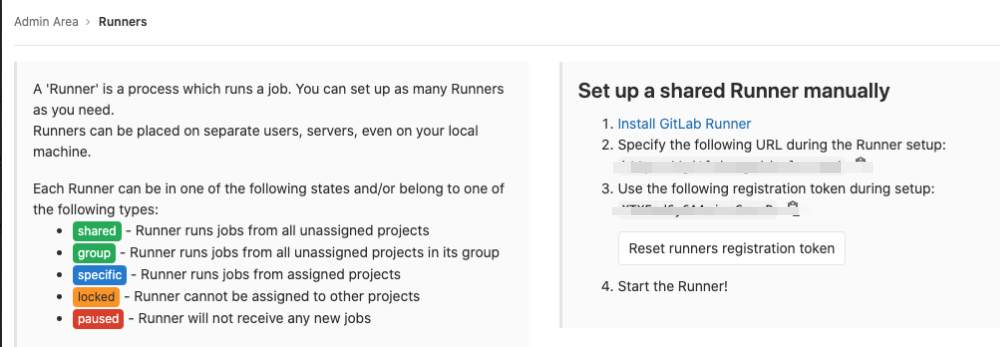 Admin Area > Runners
A 'Runner' is a process which runs a job. You can set up as many Runners
as you need.
Runners can be placed on separate users, servers, even on your local
machine.
Each Runner can be in one of the following states and/or belong to one of
the following types:
• shared - Runner runs jobs from all unassigned projects
• group - Runner runs jobs from all unassigned projects in its group
• specific - Runner runs jobs from assigned projects
• locked - Runner cannot be assigned to other projects
• paused - Runner will not receive any new jobs
Set up a shared Runner manually
1. Install GitLab Runner
2. Specify the following URL during the Runner setup:
3. Use the following registration token during setup:
Reset runners registration token
4. Start the Runner!